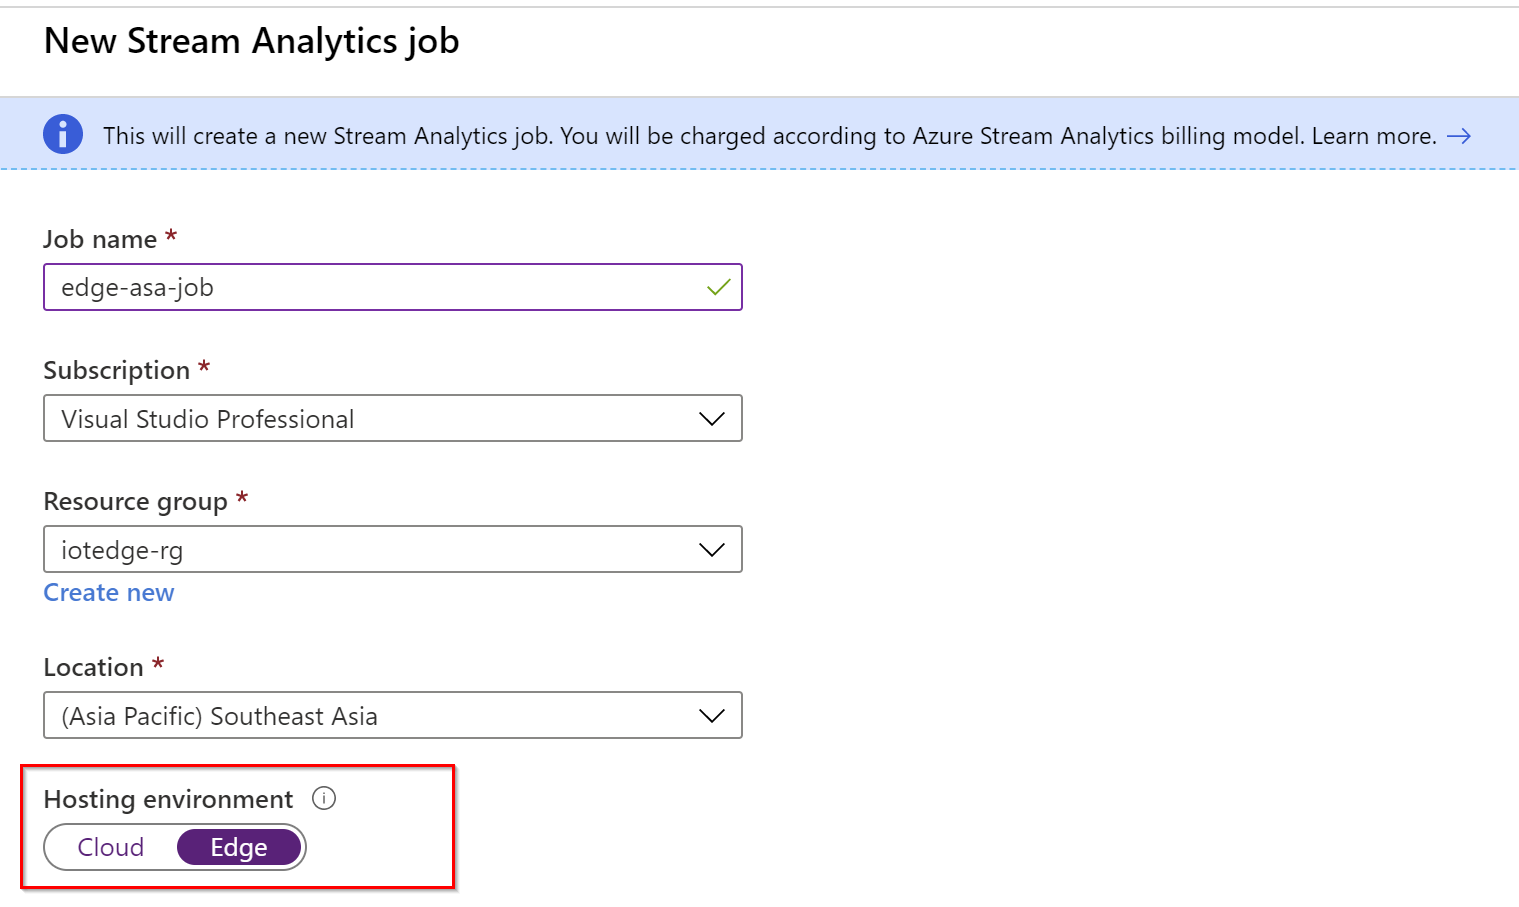 New Stream Analytics job
This will create a new Stream Analytics job. You will be charged according to Azure Stream Analytics billing model. Learn more. →
Job name *
edge-asa-job
Subscription *
Visual Studio Professional
Resource group *
iotedge-rg
Create new
Location *
(Asia Pacific) Southeast Asia
Hosting environment
Cloud Edge